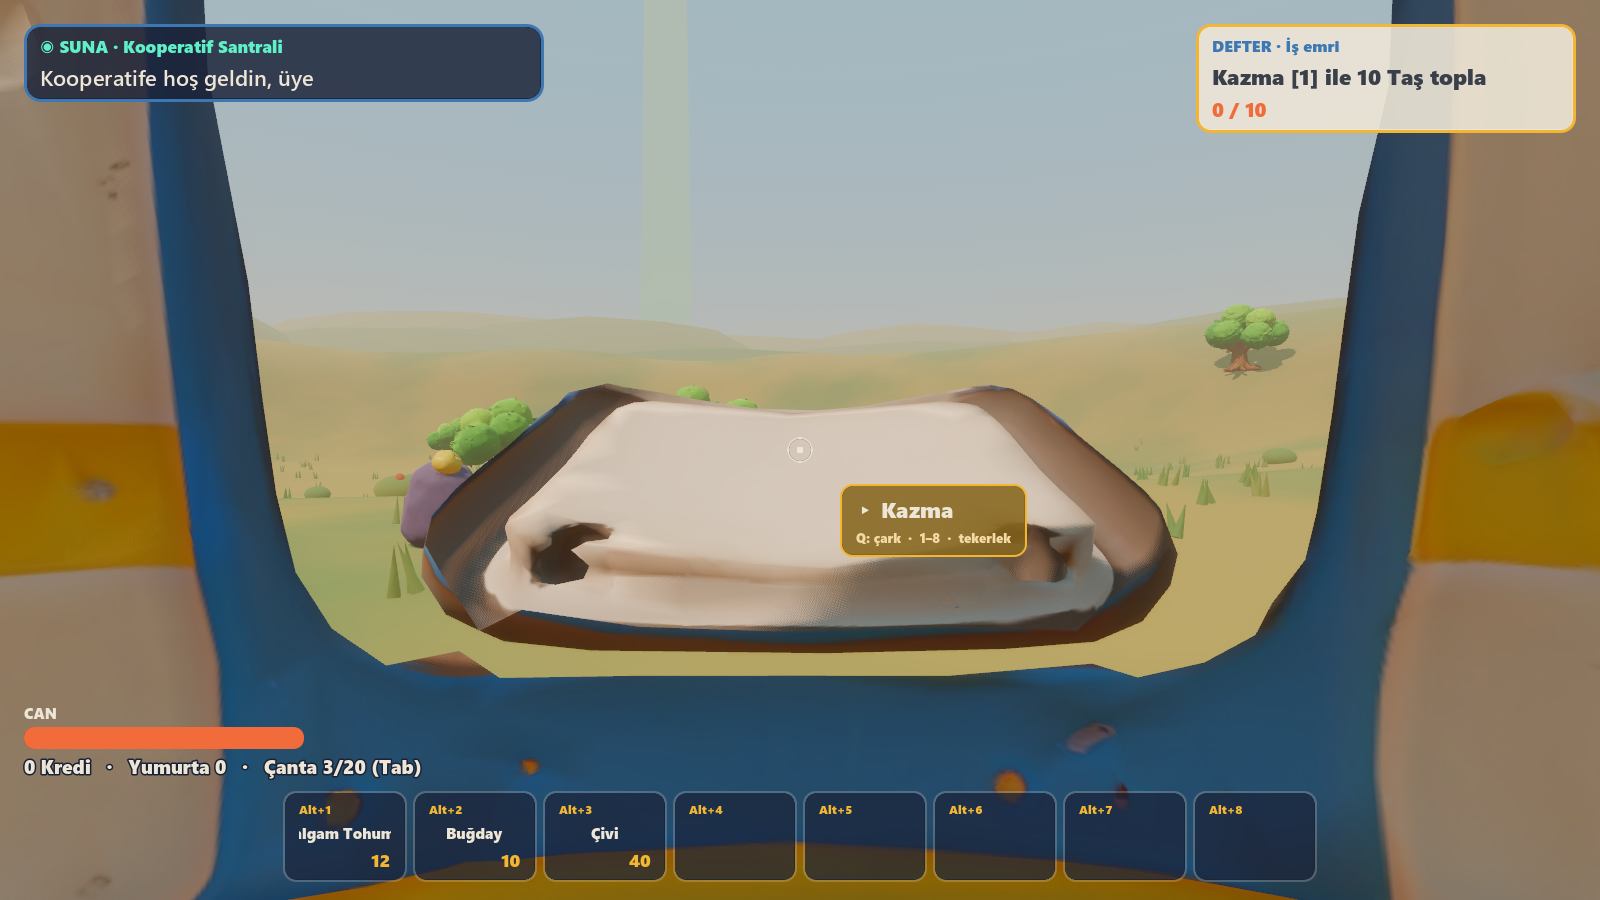 ◉ SUNA · Kooperatif Santrali
Kooperatife hoş geldin, üye
DEFTER · İş emri
Kazma [1] ile 10 Taş topla
0 / 10
▸ Kazma
Q: çark · 1–8 · tekerlek
CAN
0 Kredi · Yumurta 0 · Çanta 3/20 (Tab)
Alt+1 Alt+2 Alt+3 Alt+4 Alt+5 Alt+6 Alt+7 Alt+8
lgam Tohum Buğday Çivi
12 10 40